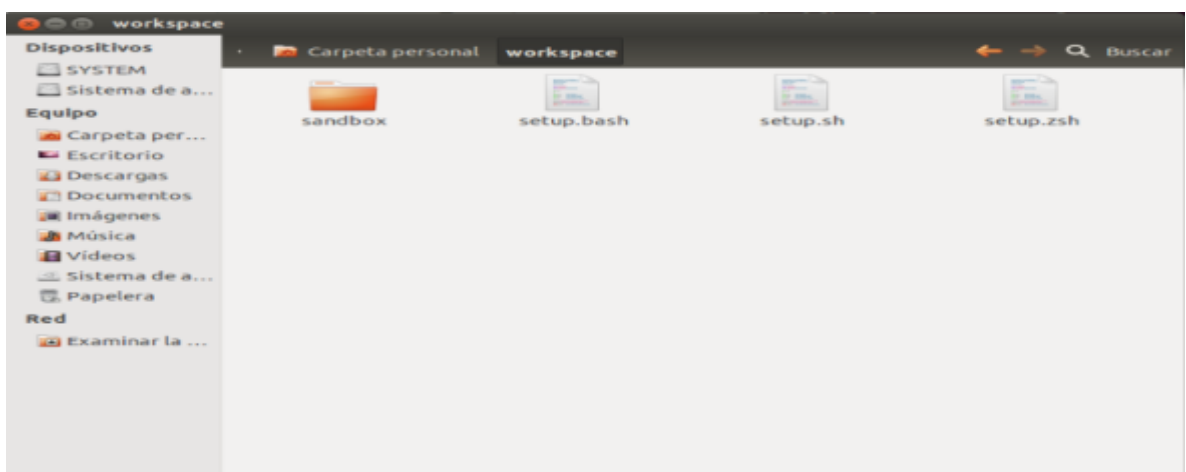 workspace
Dispositivos
SYSTEM
Sistema de a...
Equipo
Carpeta per...
Escritorio
Descargas
Documentos
Imágenes
Música
Vídeos
Sistema de a...
Papelera
Red
Examinar la ...
Carpeta personal workspace Buscar
sandbox setup.bash setup.sh setup.zsh